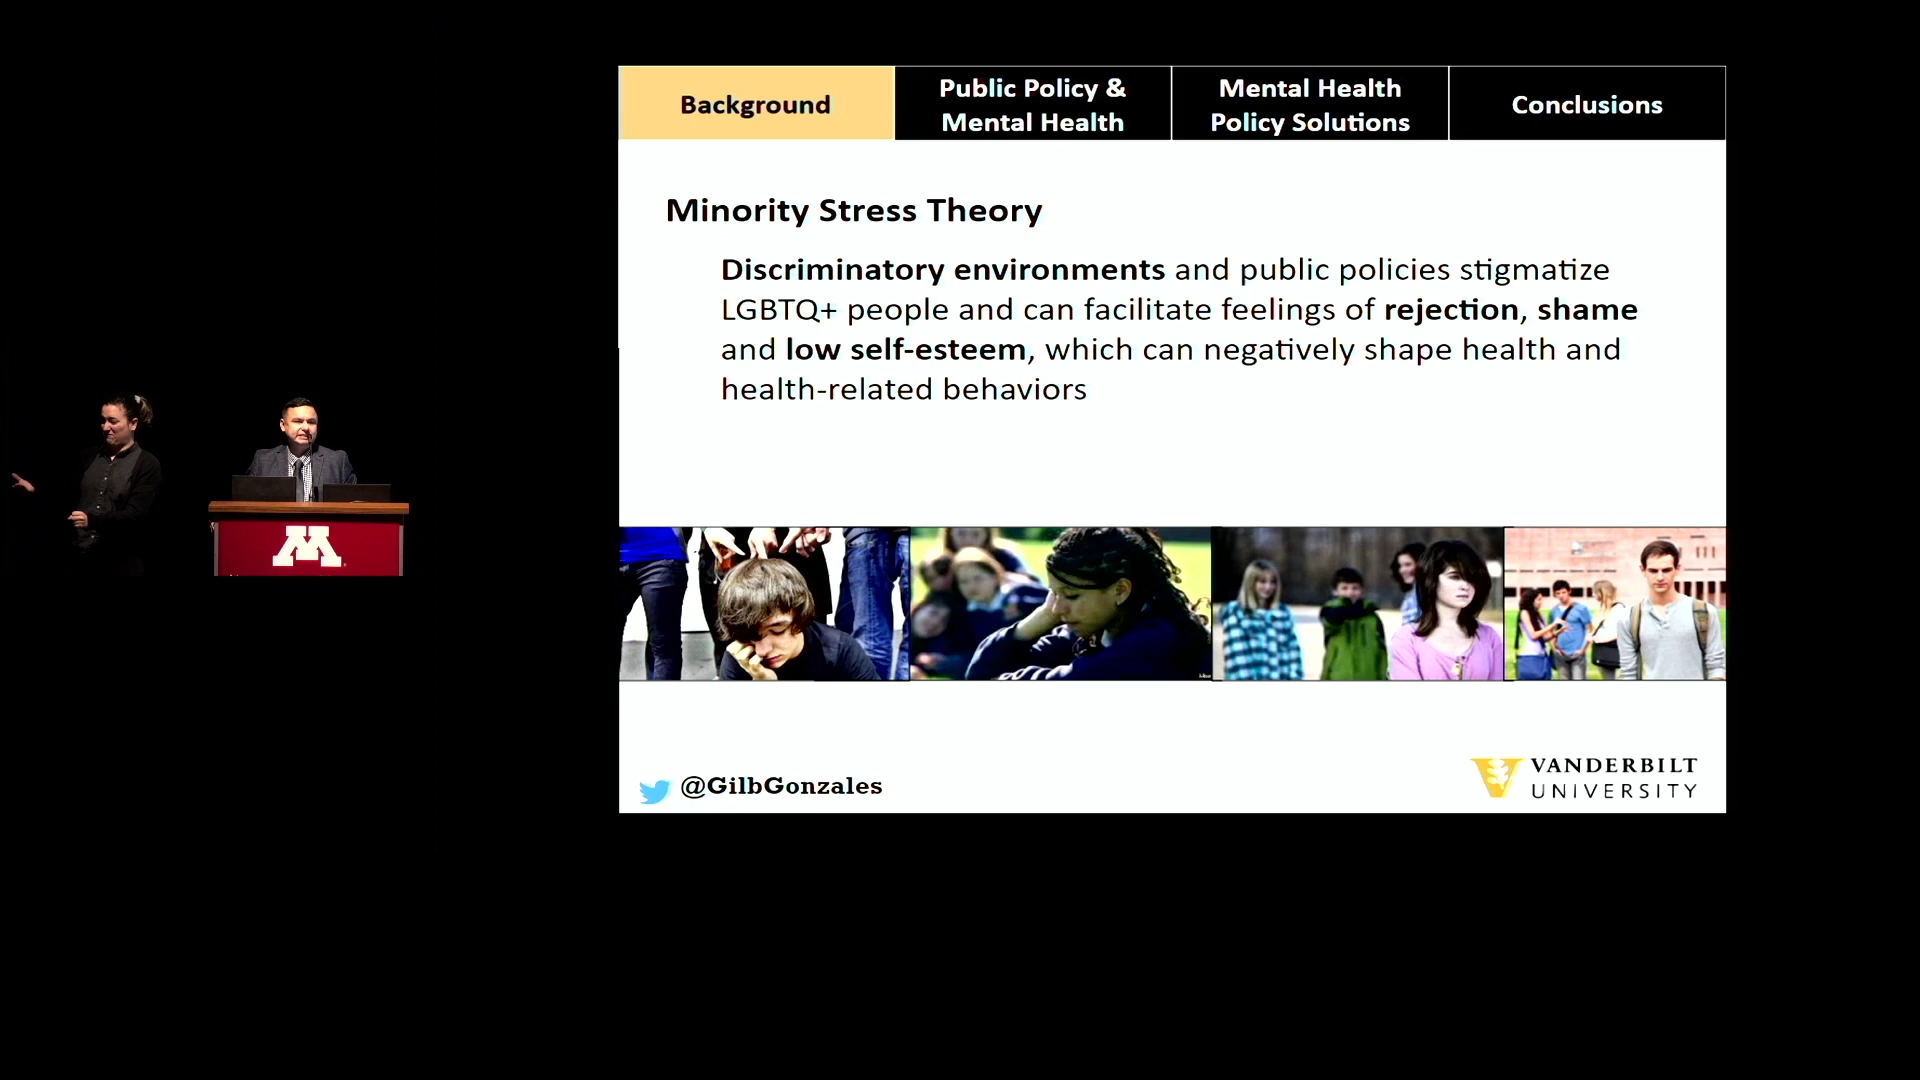 Background
Public Policy &
Mental Health
Mental Health
Policy Solutions
Conclusions
Minority Stress Theory
Discriminatory environments and public policies stigmatize
LGBTQ+ people and can facilitate feelings of rejection, shame
and low self-esteem, which can negatively shape health and
health-related behaviors
M
@GilbGonzales
VANDERBILT
UNIVERSITY